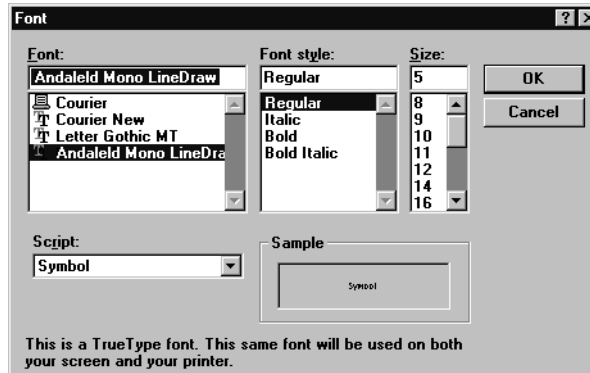 Font
? X
Font:
Andaleld Mono LineDraw
Courier
Courier New
Letter Gothic MT
Andaleld Mono LineDra
Font style:
Regular
Regular
Italic
Bold
Bold Italic
Size:
5
8
9
10
11
12
14
16
OK
Cancel
Script:
Symbol
Sample
Symbol
This is a TrueType font. This same font will be used on both
your screen and your printer.